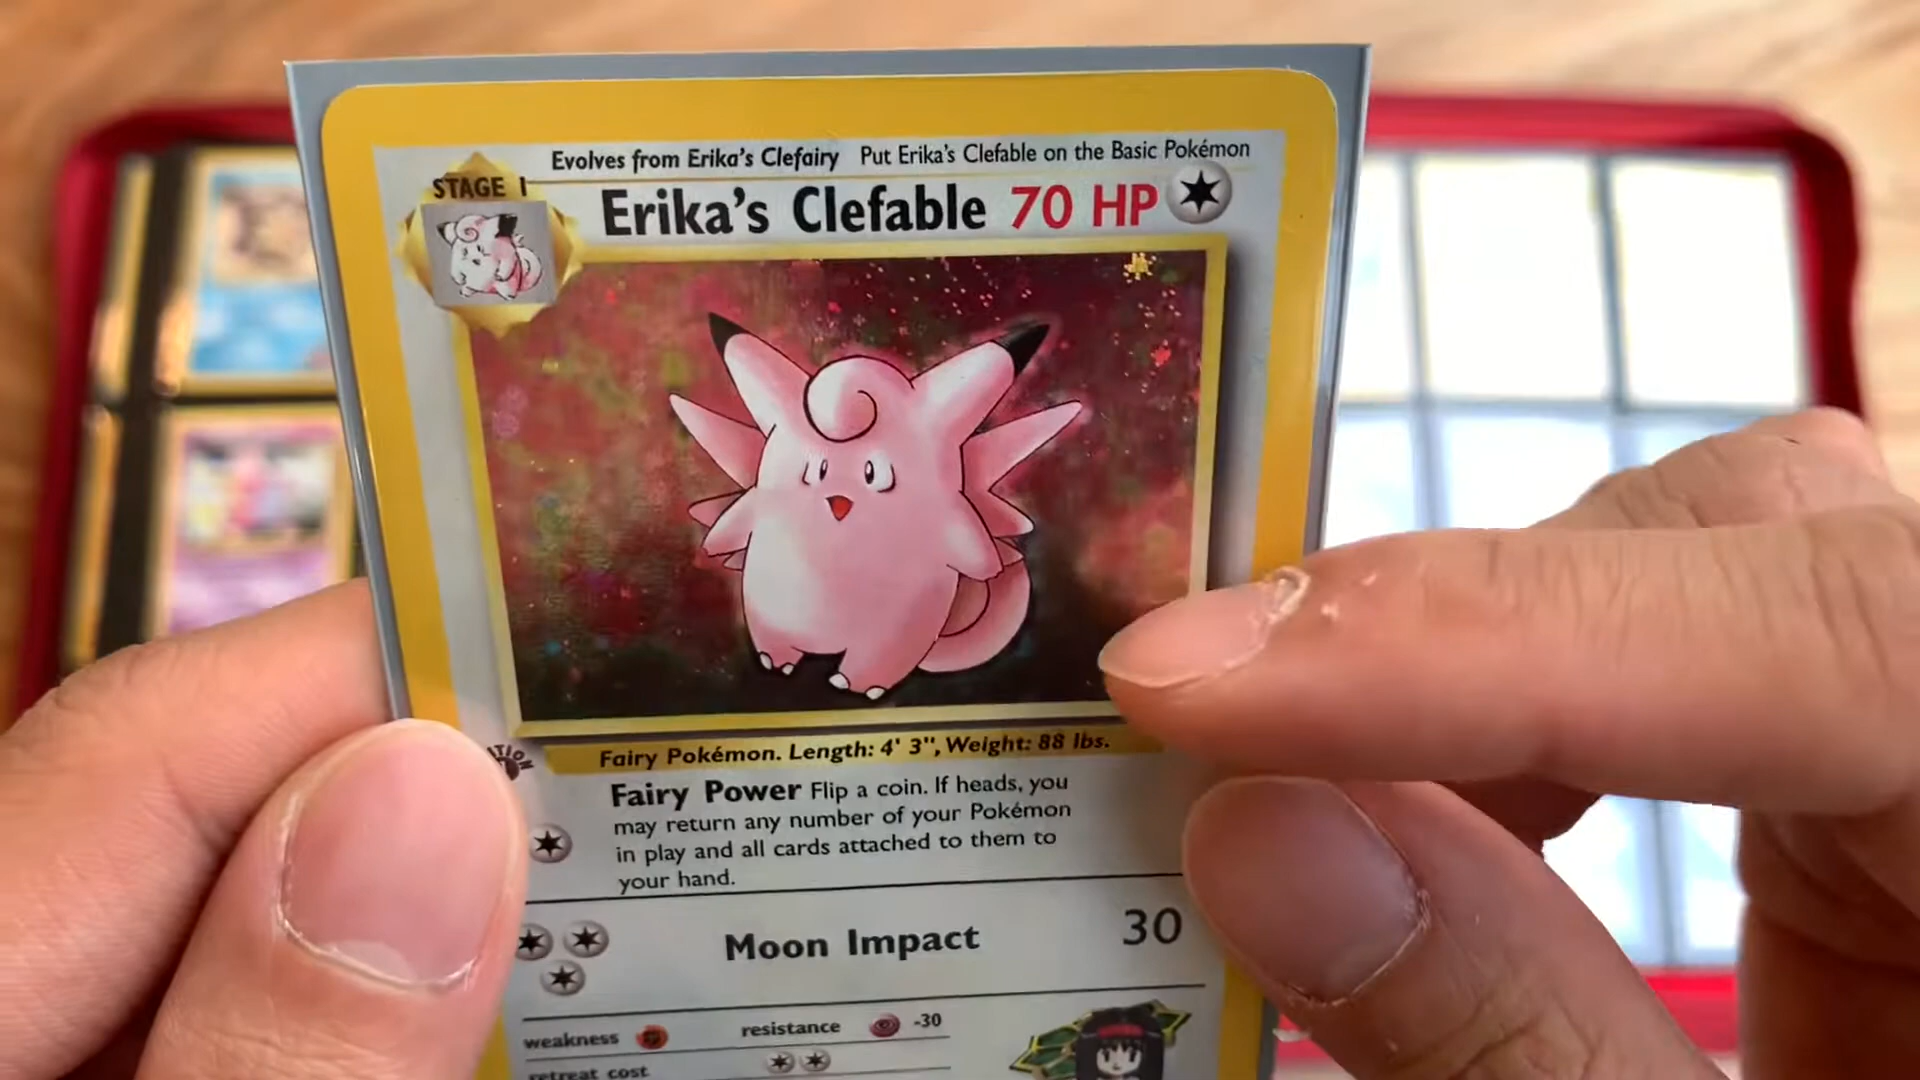 Evolves from Erika's Clefairy Put Erika's Clefable on the Basic Pokémon
STAGE 1
Erika's Clefable 70 HP
Fairy Pokémon. Length: 4' 3", Weight: 88 lbs.
Fairy Power Flip a coin. If heads, you
may return any number of your Pokémon
in play and all cards attached to them to
your hand.
Moon Impact 30
weakness resistance -30
retreat cost